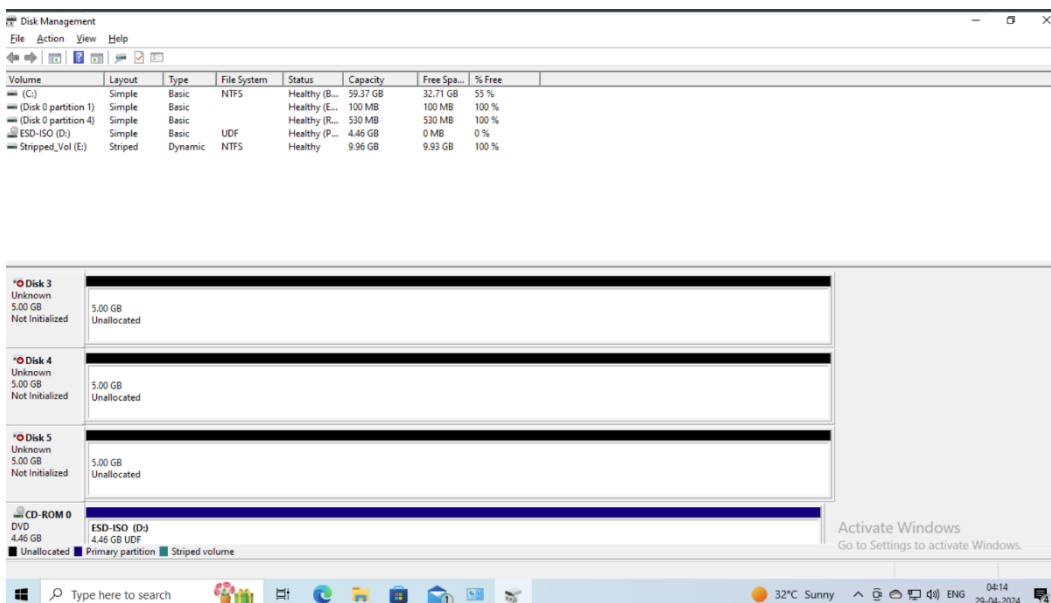 Disk Management
File Action View Help
Volume Layout Type File System Status Capacity Free Spa... % Free
(C:) Simple Basic NTFS Healthy (B... 59.37 GB 32.71 GB 55 %
(Disk 0 partition 1) Simple Basic Healthy (E... 100 MB 100 MB 100 %
(Disk 0 partition 4) Simple Basic Healthy (R... 530 MB 530 MB 100 %
ESD-ISO (D:) Simple Basic UDF Healthy (P... 4.46 GB 0 MB 0 %
Stripped_Vol (E:) Striped Dynamic NTFS Healthy 9.96 GB 9.93 GB 100 %
Disk 3
Unknown
5.00 GB
Not Initialized
5.00 GB
Unallocated
Disk 4
Unknown
5.00 GB
Not Initialized
5.00 GB
Unallocated
Disk 5
Unknown
5.00 GB
Not Initialized
5.00 GB
Unallocated
CD-ROM 0
DVD
4.46 GB
ESD-ISO (D:)
4.46 GB UDF
Activate Windows
Go to Settings to activate Windows.
Unallocated Primary partition Striped volume
Type here to search
32°C Sunny
ENG
04:14
29-04-2024